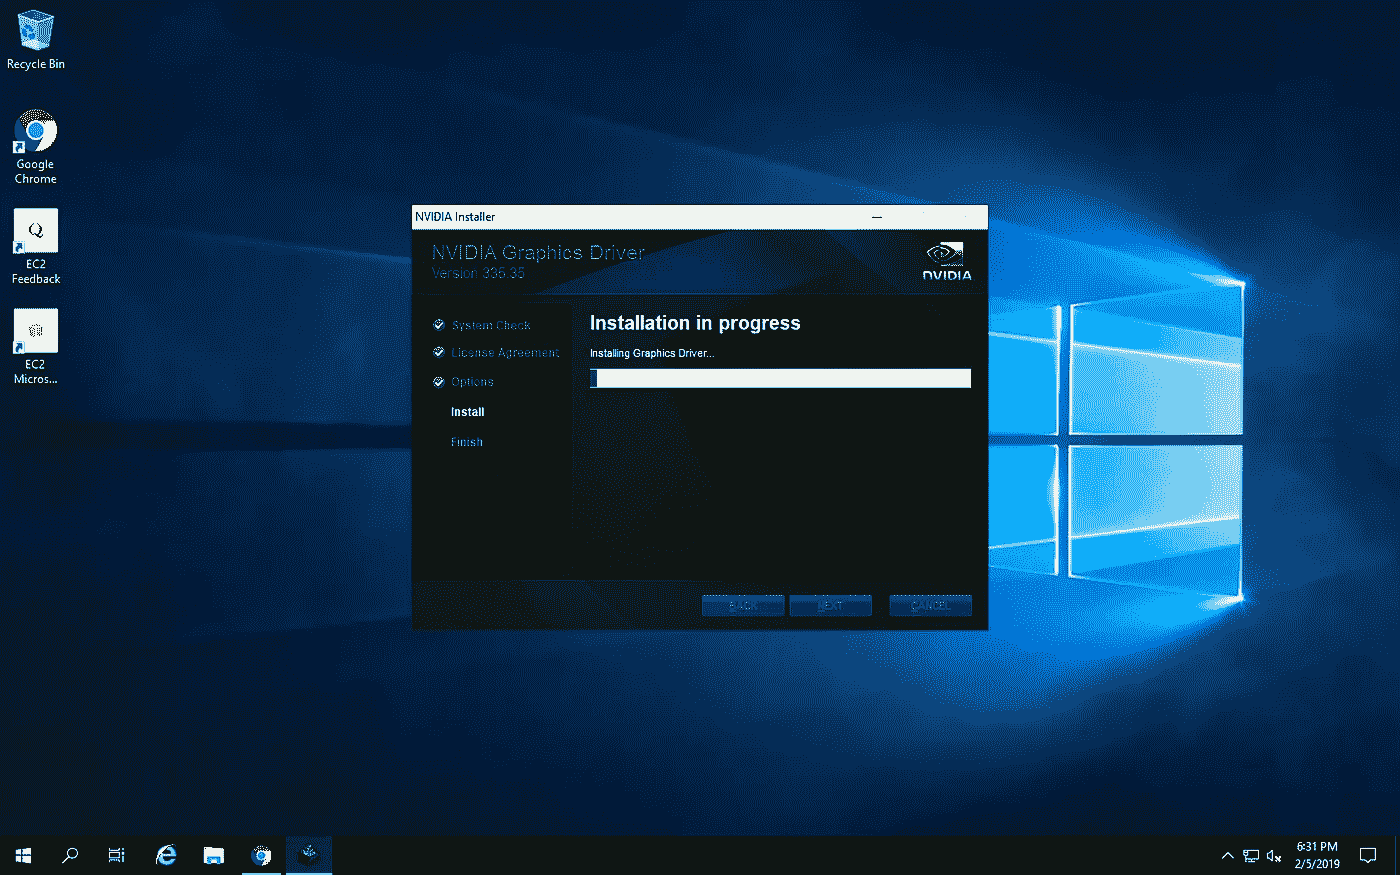 Recycle Bin
Google
Chrome
EC2
Feedback
EC2
Micros...
NVIDIA Installer
NVIDIA Graphics Driver
Version 335.35
NVIDIA
System Check
License Agreement
Options
Install
Finish
Installation in progress
Installing Graphics Driver...
BACK
NEXT
CANCEL
6:31 PM
2/5/2019